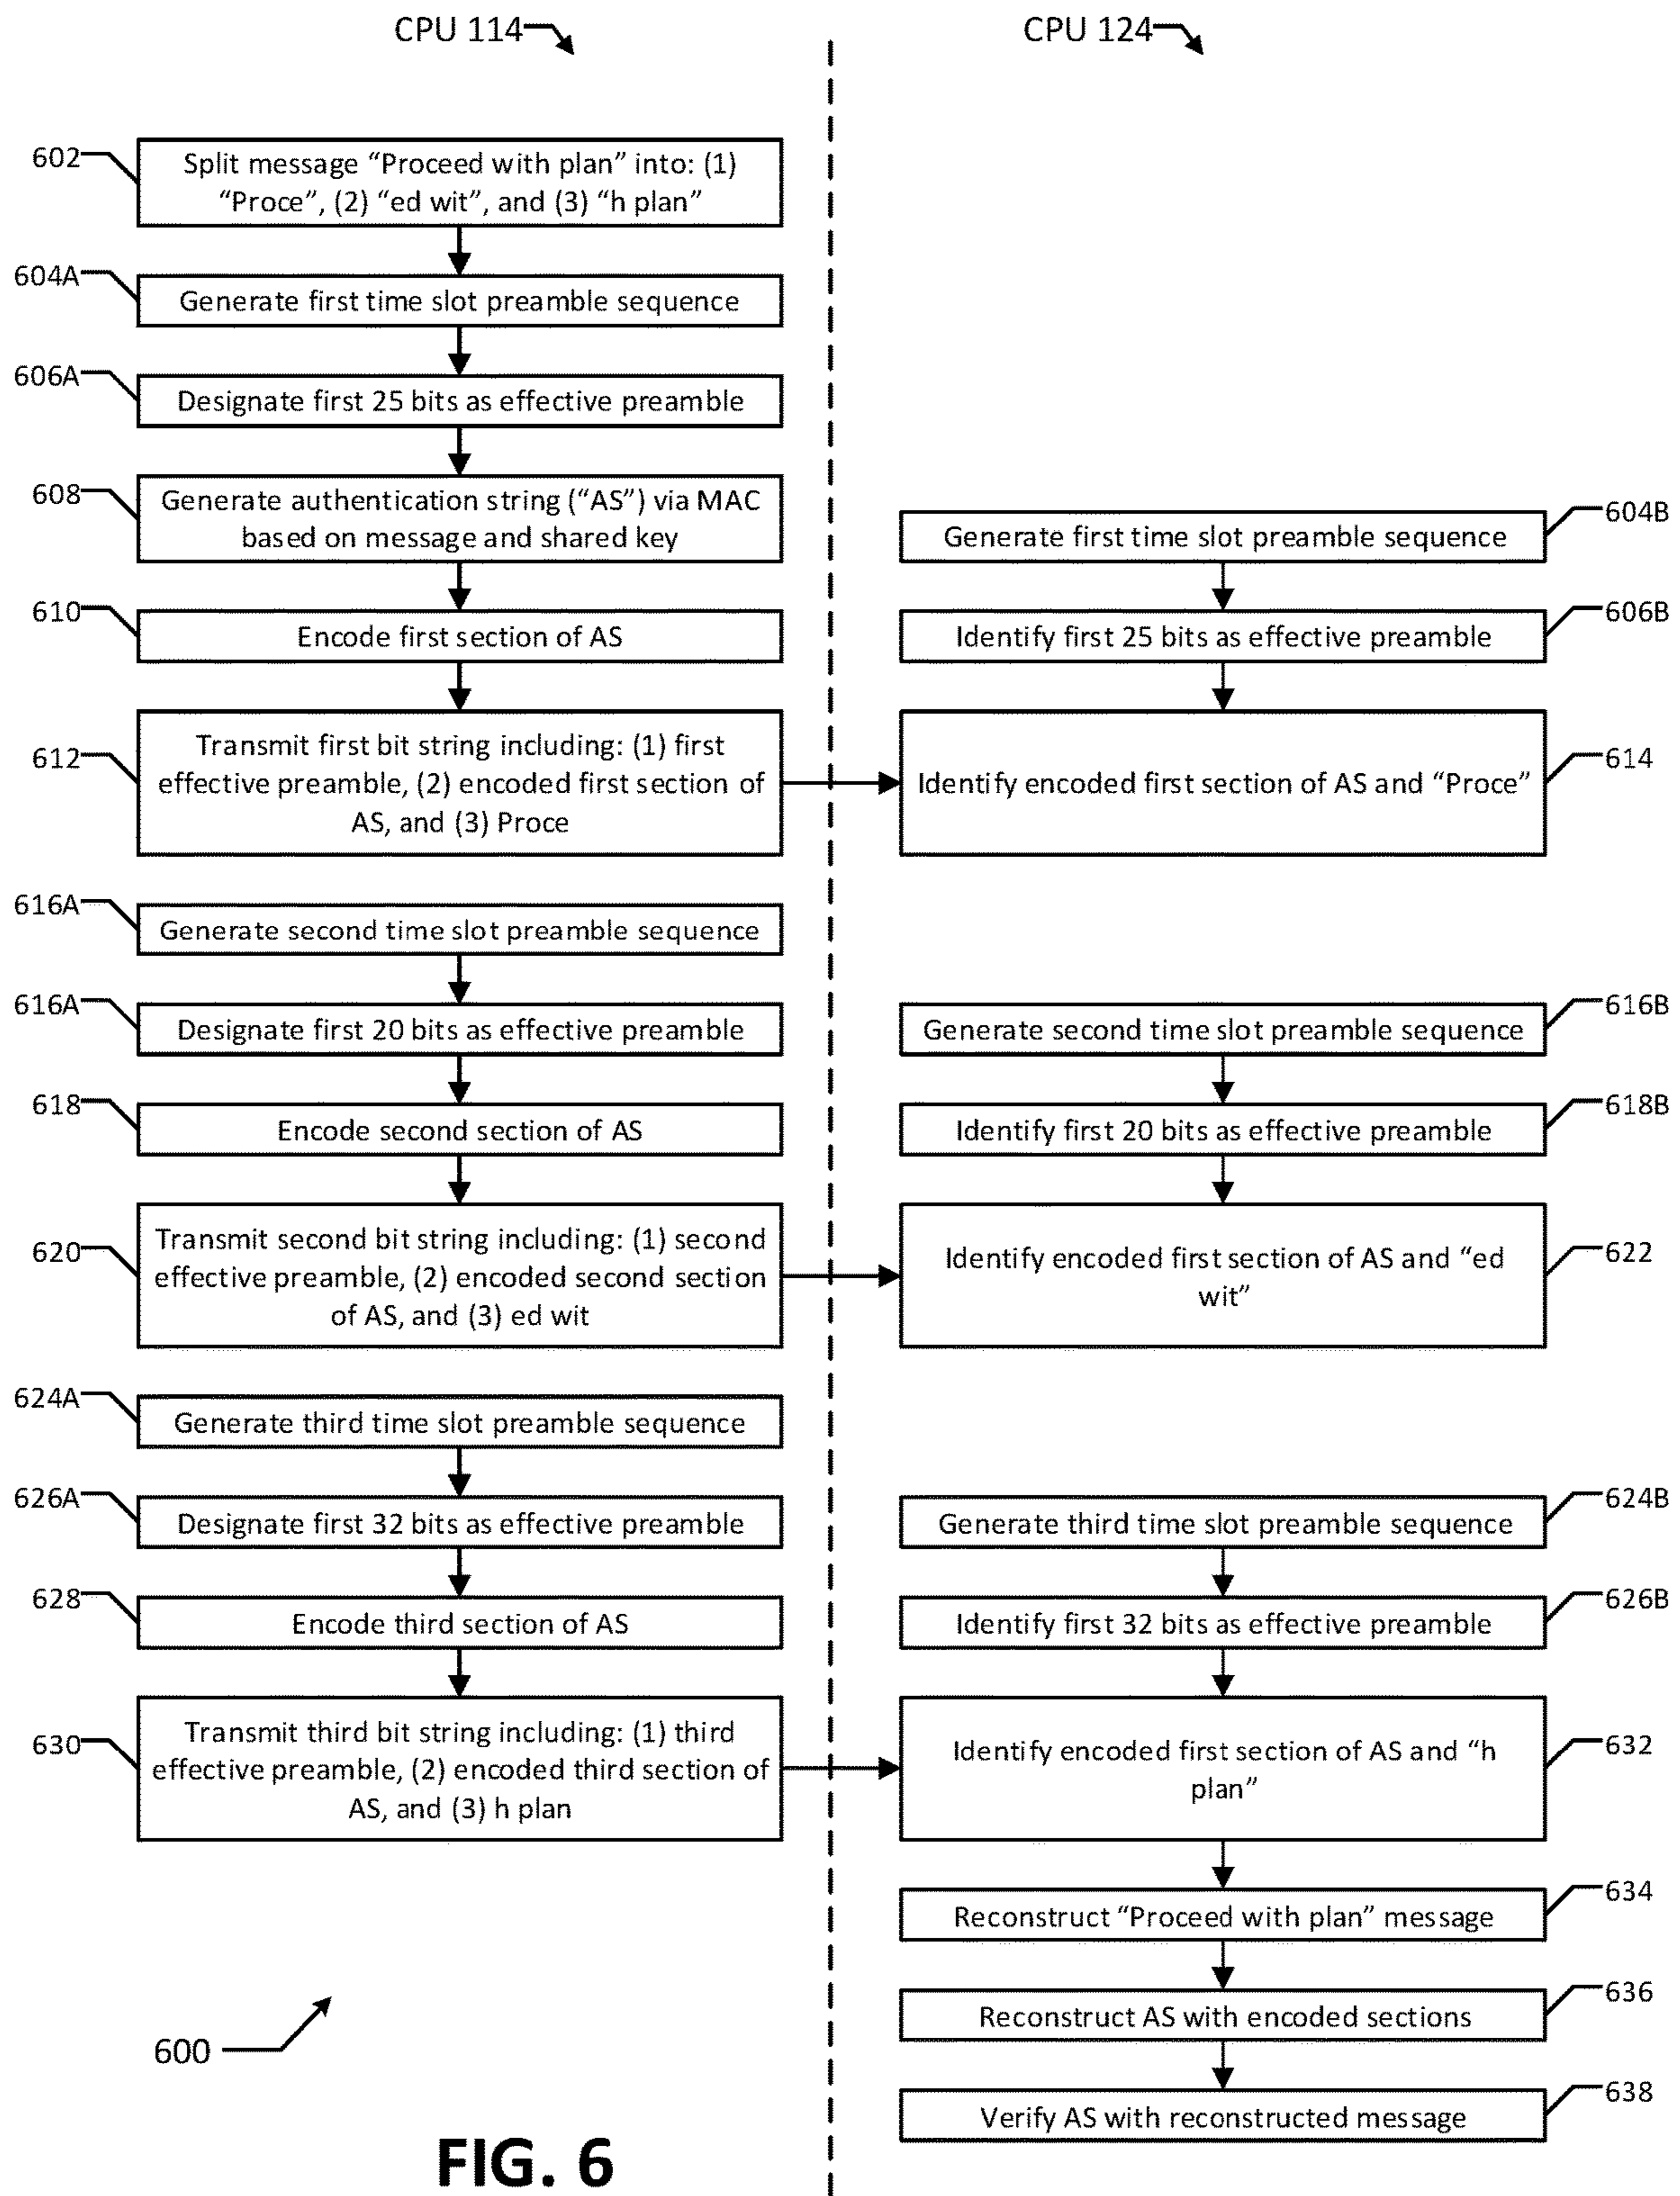 CPU 114
CPU 124
602
Split message “Proceed with plan” into: (1)
“Proce”, (2) “ed wit”, and (3) “h plan”
604A
Generate first time slot preamble sequence
606A
Designate first 25 bits as effective preamble
608
Generate authentication string (“AS”) via MAC
based on message and shared key
604B
Generate first time slot preamble sequence
610
Encode first section of AS
606B
Identify first 25 bits as effective preamble
612
Transmit first bit string including: (1) first
effective preamble, (2) encoded first section of
AS, and (3) Proce
614
Identify encoded first section of AS and “Proce”
616A
Generate second time slot preamble sequence
616A
Designate first 20 bits as effective preamble
616B
Generate second time slot preamble sequence
618
Encode second section of AS
618B
Identify first 20 bits as effective preamble
620
Transmit second bit string including: (1) second
effective preamble, (2) encoded second section
of AS, and (3) ed wit
622
Identify encoded first section of AS and “ed
wit”
624A
Generate third time slot preamble sequence
626A
Designate first 32 bits as effective preamble
624B
Generate third time slot preamble sequence
628
Encode third section of AS
626B
Identify first 32 bits as effective preamble
630
Transmit third bit string including: (1) third
effective preamble, (2) encoded third section of
AS, and (3) h plan
632
Identify encoded first section of AS and “h
plan”
634
Reconstruct “Proceed with plan” message
636
Reconstruct AS with encoded sections
638
Verify AS with reconstructed message
600
FIG. 6